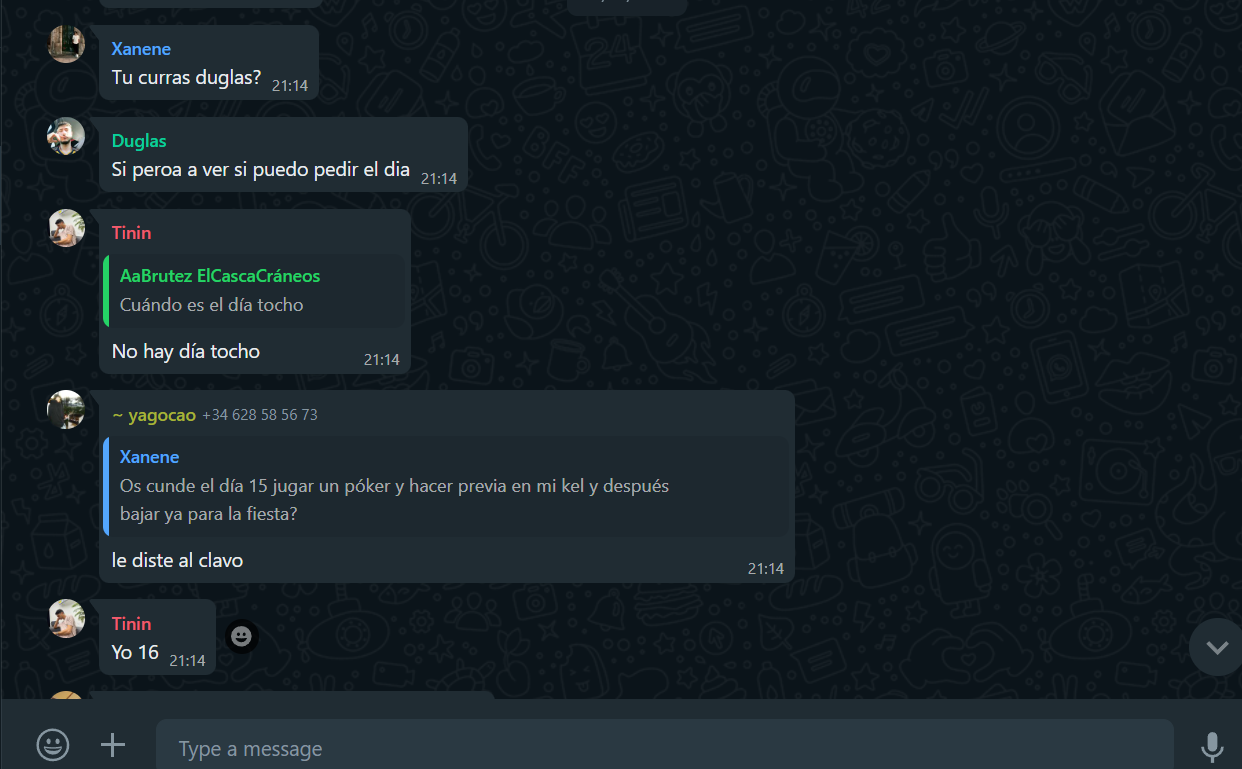 Xanene
Tu curras duglas? 21:14
Duglas
Si peroa a ver si puedo pedir el dia 21:14
Tinin
AaBrutez ElCascaCráneos
Cuándo es el día tocho
No hay día tocho 21:14
~ yagocao +34 628 58 56 73
Xanene
Os cunde el día 15 jugar un póker y hacer previa en mi kel y después
bajar ya para la fiesta?
le diste al clavo 21:14
Tinin
Yo 16 21:14
Type a message